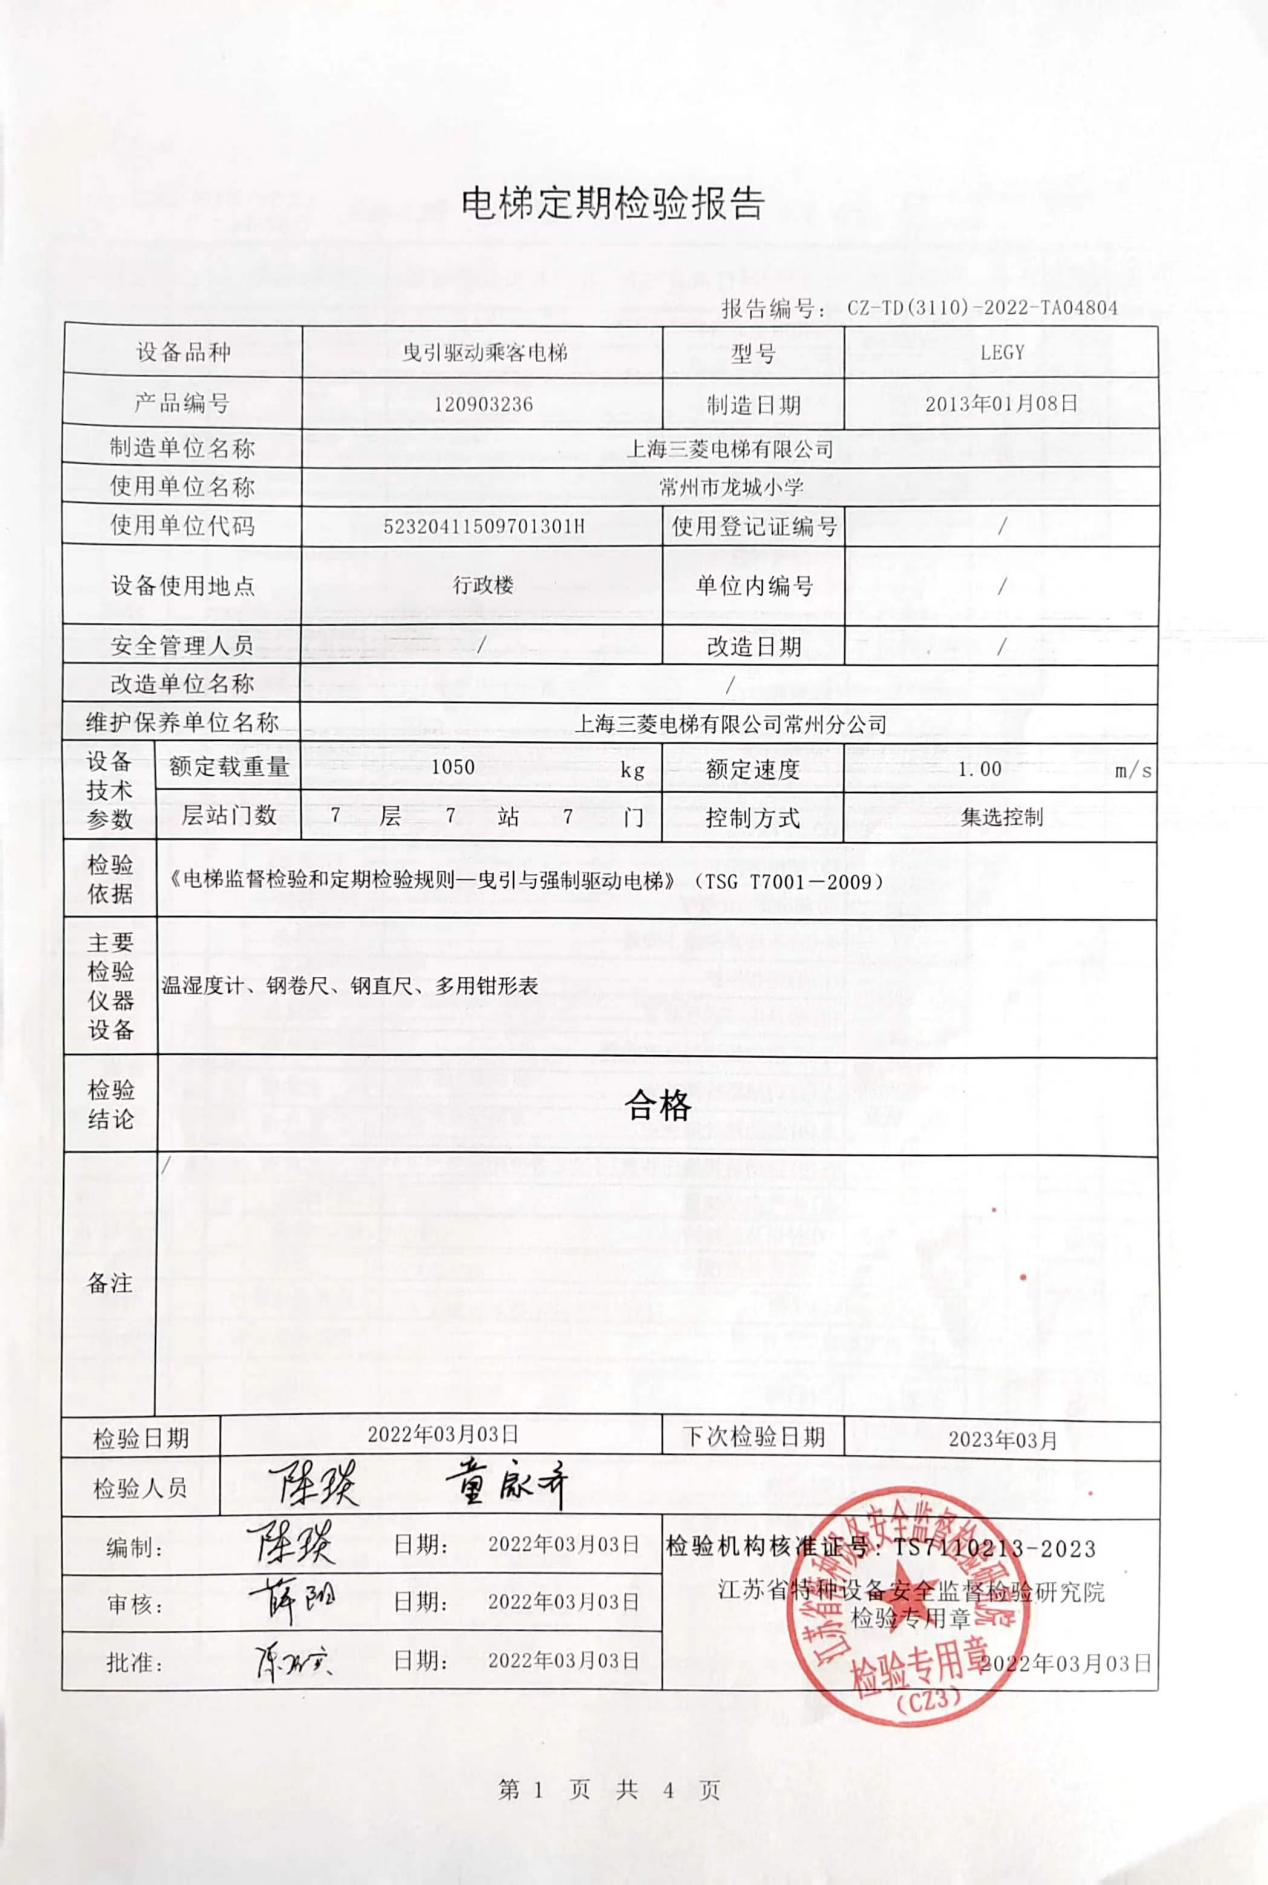 电梯定期检验报告
报告编号： CZ-TD(3110)-2022-TA04804
设备品种 曳引驱动乘客电梯 型号 LEGY
产品编号 120903236 制造日期 2013年01月08日
制造单位名称 上海三菱电梯有限公司
使用单位名称 常州市龙城小学
使用单位代码 52320411509701301H 使用登记证编号 /
设备使用地点 行政楼 单位内编号 /
安全管理人员 / 改造日期 /
改造单位名称 /
维护保养单位名称 上海三菱电梯有限公司常州分公司
设备
技术
参数
额定载重量 1050 kg 额定速度 1.00 m/s
层站门数 7 层 7 站 7 门 控制方式 集选控制
检验
依据
《电梯监督检验和定期检验规则—曳引与强制驱动电梯》（TSG T7001－2009）
主要
检验
仪器
设备
温湿度计、钢卷尺、钢直尺、多用钳形表
检验
结论
合格
备注
/
检验日期 2022年03月03日 下次检验日期 2023年03月
检验人员
编制： 日期： 2022年03月03日
审核： 薛阳 日期： 2022年03月03日
批准： 日期： 2022年03月03日
检验机构核准证号：TS7110213-2023
江苏省特种设备安全监督检验研究院
检验专用章
2022年03月03日
江苏省特种设备安全监督检验研究院
检验专用章
(CZ3)
第 1 页 共 4 页